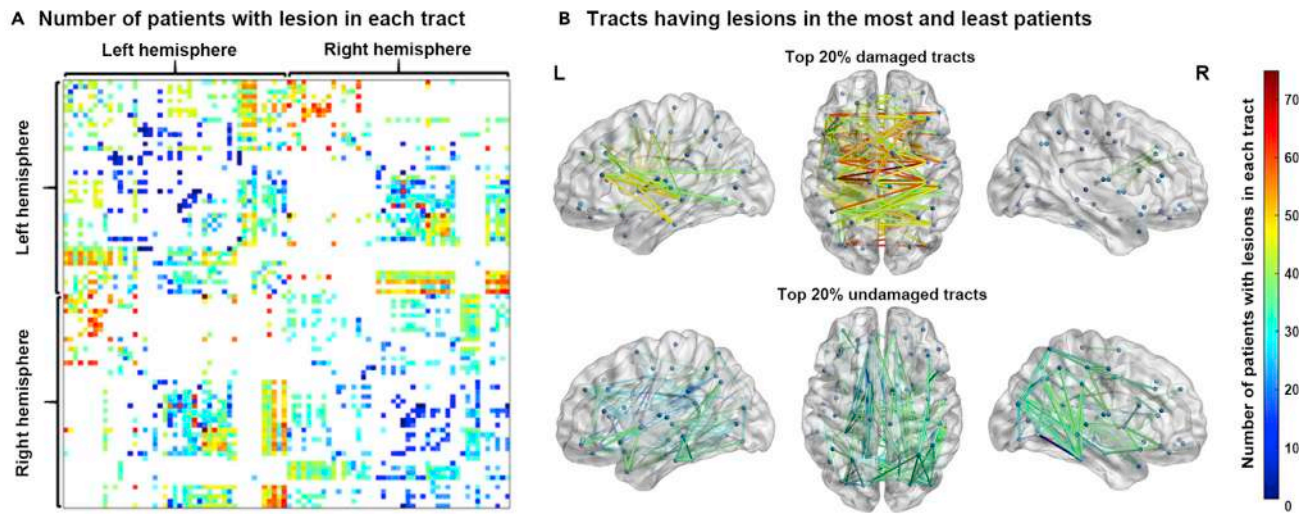 A Number of patients with lesion in each tract
Left hemisphere
Right hemisphere
Left hemisphere
Right hemisphere
B Tracts having lesions in the most and least patients
Top 20% damaged tracts
L
R
Top 20% undamaged tracts
70
60
50
40
30
20
10
0
Number of patients with lesions in each tract